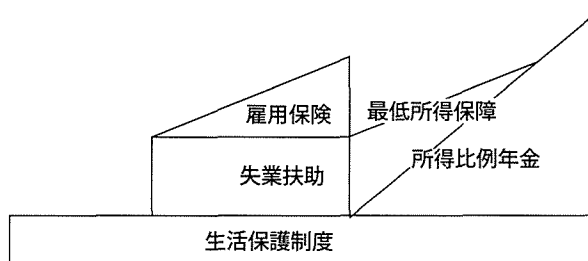 雇用保険
最低所得保障
所得比例年金
失業扶助
生活保護制度